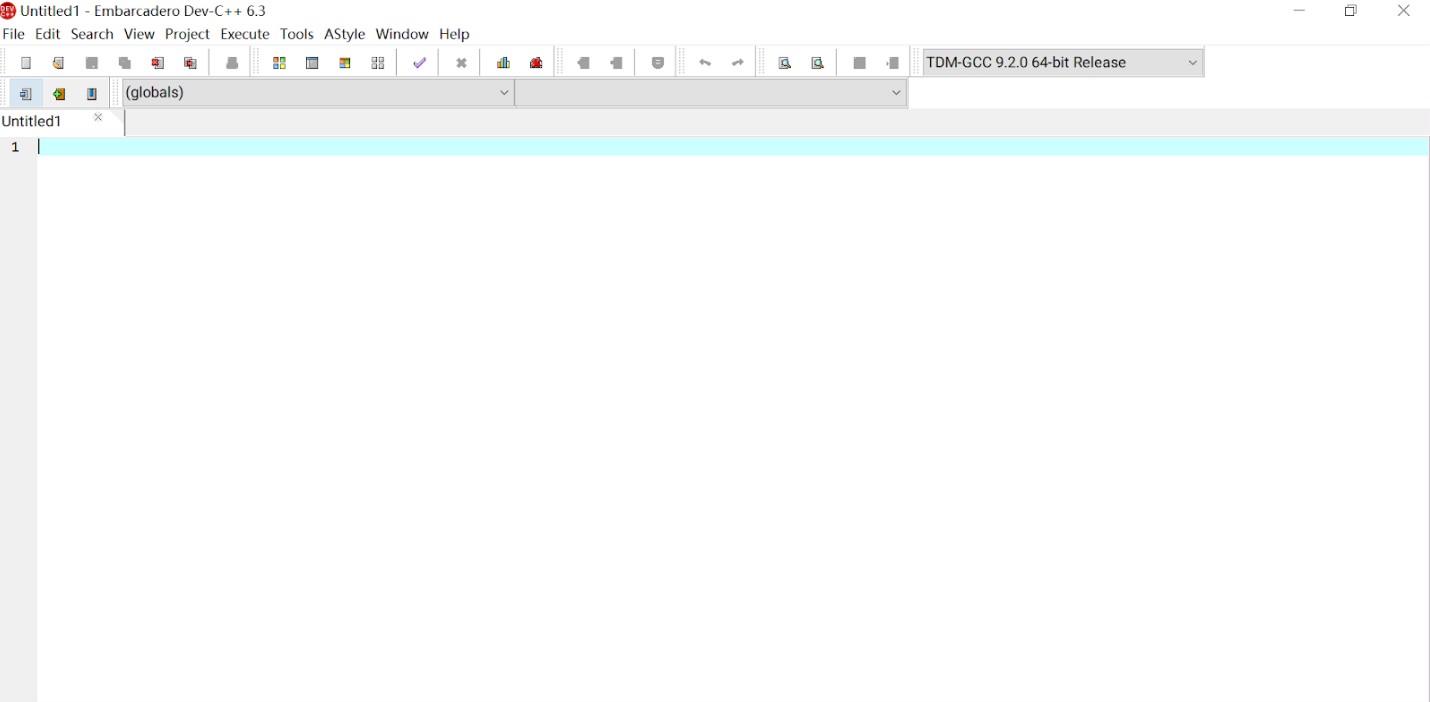 DEV C++ Untitled1 - Embarcadero Dev-C++ 6.3
File Edit Search View Project Execute Tools AStyle Window Help
TDM-GCC 9.2.0 64-bit Release
(globals)
Untitled1
1